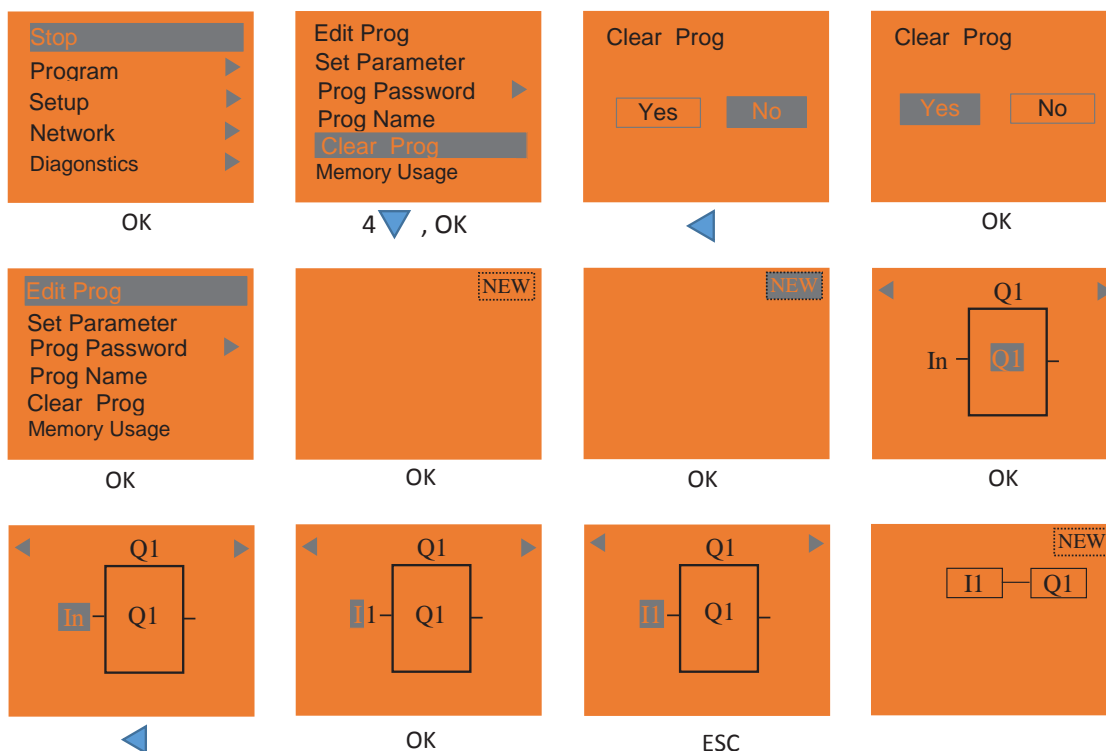 Stop
Program
Setup
Network
Diagonstics
OK
Edit Prog
Set Parameter
Prog Password
Prog Name
Clear Prog
Memory Usage
4 , OK
Clear Prog
Yes No
Clear Prog
Yes No
OK
Edit Prog
Set Parameter
Prog Password
Prog Name
Clear Prog
Memory Usage
OK
NEW
OK
NEW
OK
Q1
In Q1
OK
Q1
In Q1
Q1
I1 Q1
OK
Q1
I1 Q1
ESC
NEW
I1 Q1